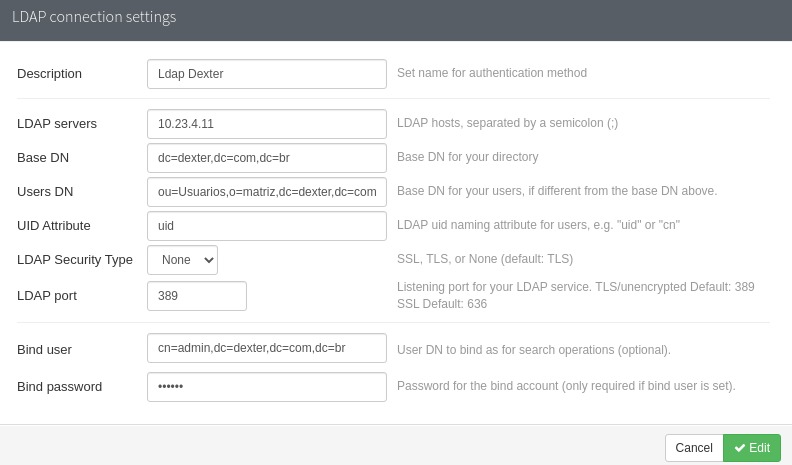 LDAP connection settings
Description Ldap Dexter Set name for authentication method
LDAP servers 10.23.4.11 LDAP hosts, separated by a semicolon (;)
Base DN dc=dexter,dc=com,dc=br Base DN for your directory
Users DN ou=Usuarios,o=matriz,dc=dexter,dc=com Base DN for your users, if different from the base DN above.
UID Attribute uid LDAP uid naming attribute for users, e.g. "uid" or "cn"
LDAP Security Type None SSL, TLS, or None (default: TLS)
LDAP port 389 Listening port for your LDAP service. TLS/unencrypted Default: 389
SSL Default: 636
Bind user cn=admin,dc=dexter,dc=com,dc=br User DN to bind as for search operations (optional).
Bind password •••••• Password for the bind account (only required if bind user is set).
Cancel Edit